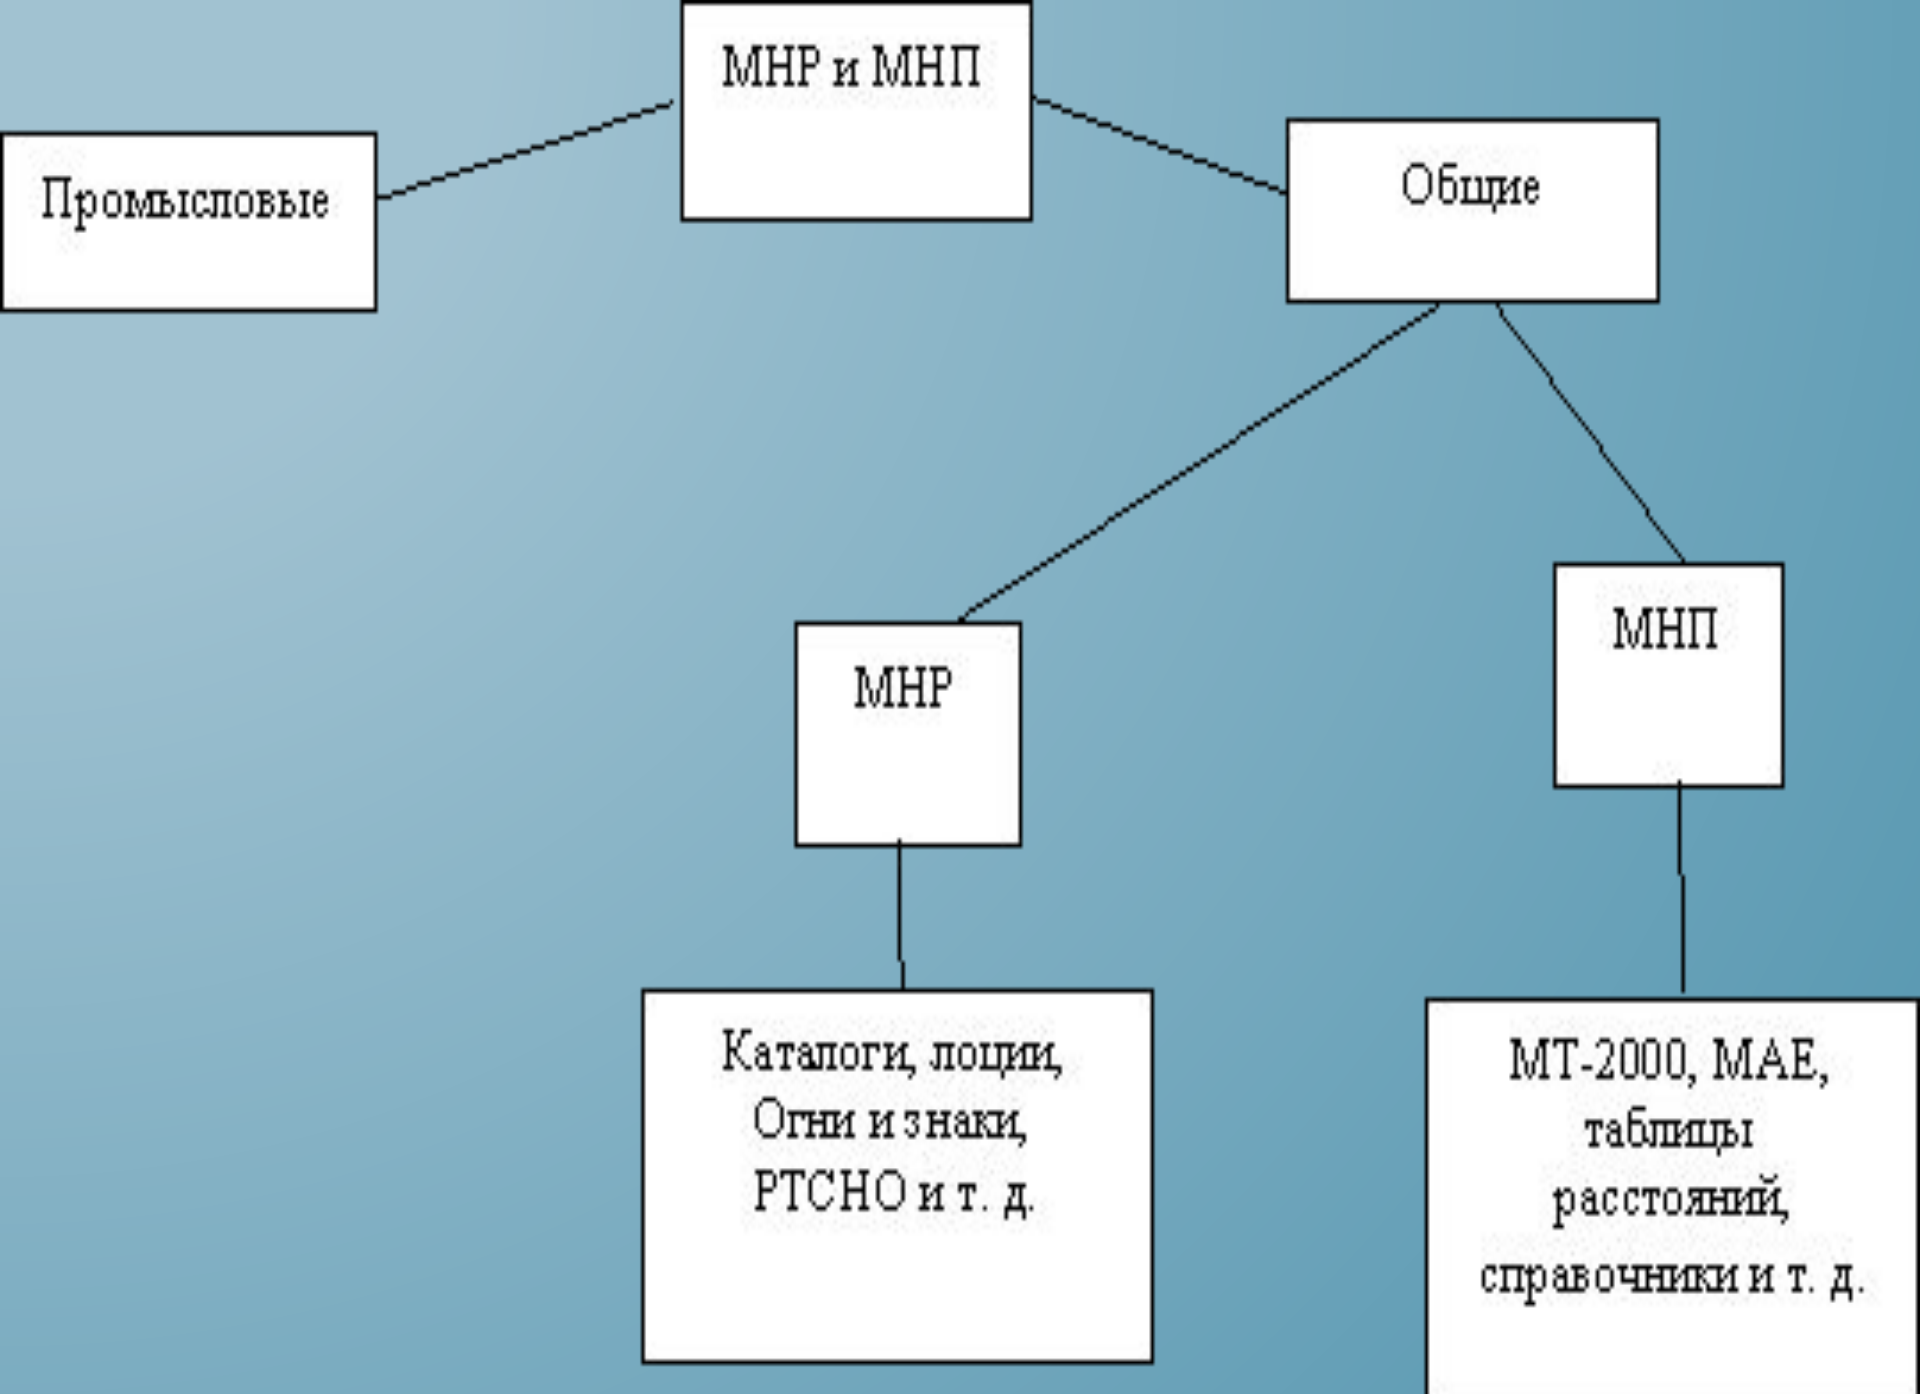 МНР и МНП
Промысловые
Общие
МНР
МНП
Каталоги, лоции,
Огни и знаки,
РТСНО и т. д.
МТ-2000, МАЕ,
таблицы
расстояний,
справочники и т. д.